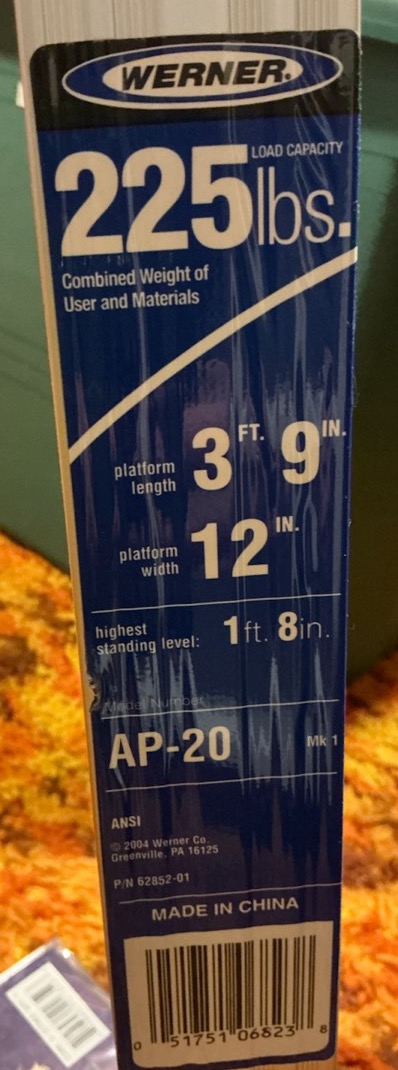 WERNER.
LOAD CAPACITY
225 lbs.
Combined Weight of
User and Materials
platform length 3 FT. 9 IN.
platform width 12 IN.
highest standing level: 1 ft. 8 in.
Model Number
AP-20 Mk 1
ANSI
© 2004 Werner Co.
Greenville, PA 16125
P/N 62852-01
MADE IN CHINA
0 51751 06823 8